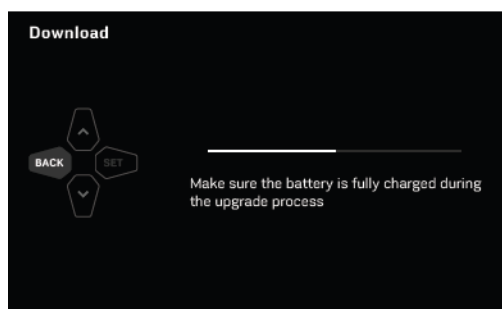 Download
BACK
SET
Make sure the battery is fully charged during
the upgrade process